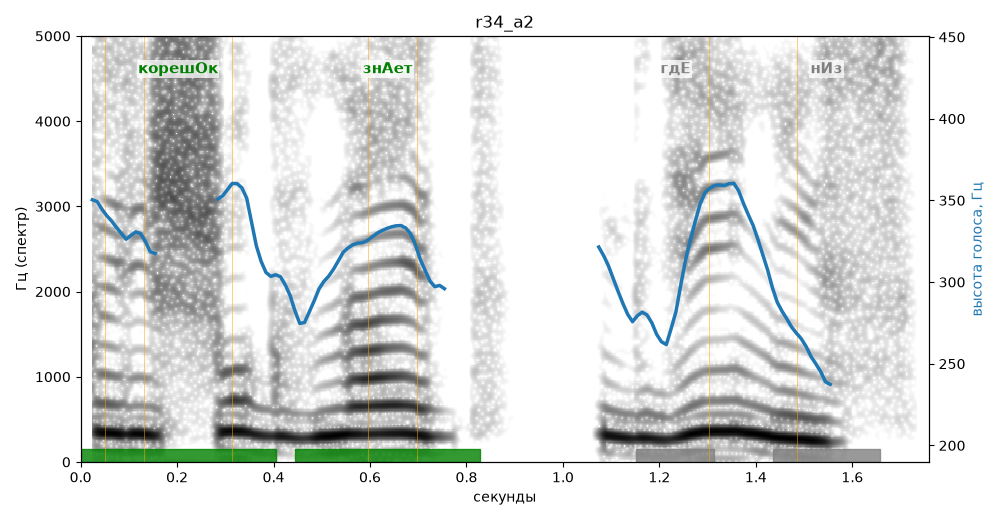 r34_a2
5000
4000
3000
2000
1000
0
Гц (спектр)
корешОк
знАет
гдЕ
нИз
450
400
350
300
250
200
высота голоса, Гц
0.0 0.2 0.4 0.6 0.8 1.0 1.2 1.4 1.6
секунды